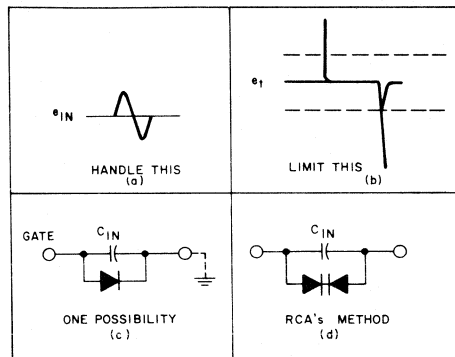 e_IN
HANDLE THIS
(a)
e_t
LIMIT THIS
(b)
GATE
C_IN
ONE POSSIBILITY
(c)
C_IN
RCA's METHOD
(d)